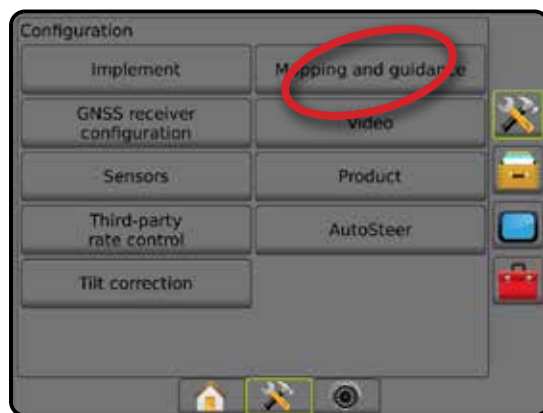 Configuration
Implement
Mapping and guidance
GNSS receiver
configuration
Video
Sensors
Product
Third-party
rate control
AutoSteer
Tilt correction